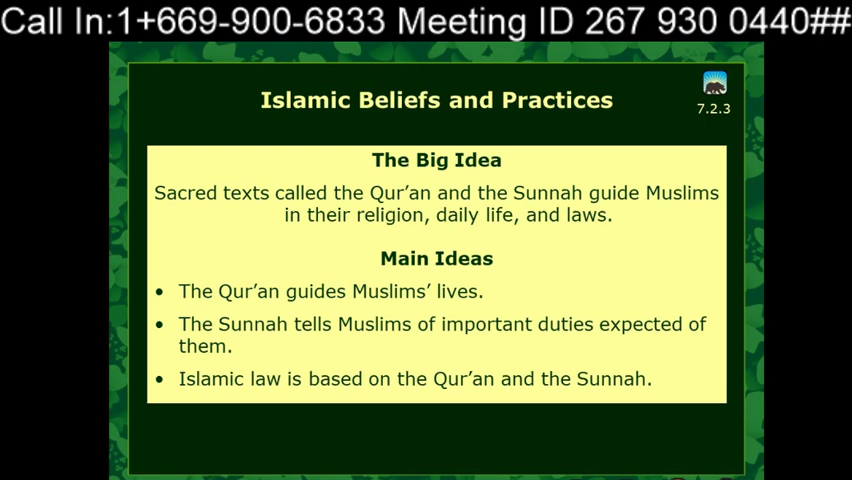 Call In:1+669-900-6833 Meeting ID 267 930 0440##
Islamic Beliefs and Practices
7.2.3
The Big Idea
Sacred texts called the Qur’an and the Sunnah guide Muslims
in their religion, daily life, and laws.
Main Ideas
• The Qur’an guides Muslims’ lives.
• The Sunnah tells Muslims of important duties expected of
them.
• Islamic law is based on the Qur’an and the Sunnah.